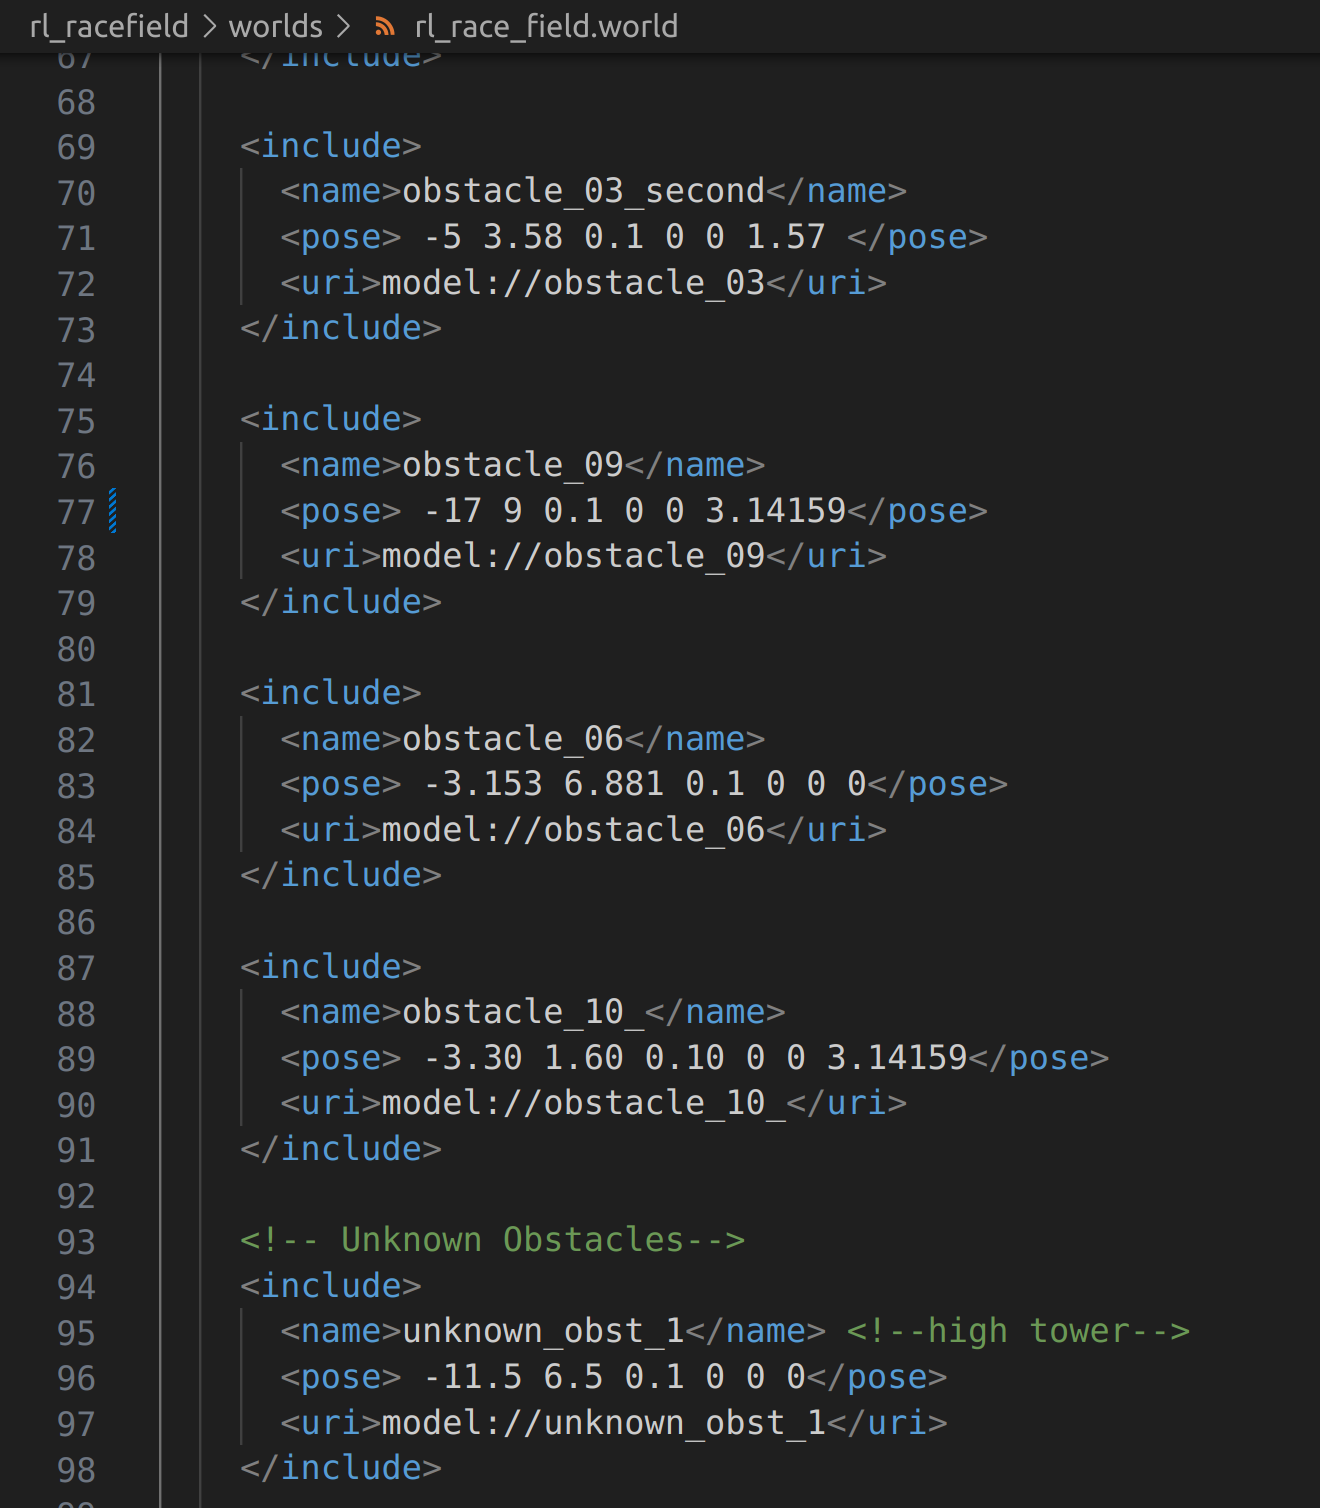 rl_racefield > worlds > rl_race_field.world
67 </include>
68
69 <include>
70 <name>obstacle_03_second</name>
71 <pose> -5 3.58 0.1 0 0 1.57 </pose>
72 <uri>model://obstacle_03</uri>
73 </include>
74
75 <include>
76 <name>obstacle_09</name>
77 <pose> -17 9 0.1 0 0 3.14159</pose>
78 <uri>model://obstacle_09</uri>
79 </include>
80
81 <include>
82 <name>obstacle_06</name>
83 <pose> -3.153 6.881 0.1 0 0 0</pose>
84 <uri>model://obstacle_06</uri>
85 </include>
86
87 <include>
88 <name>obstacle_10_</name>
89 <pose> -3.30 1.60 0.10 0 0 3.14159</pose>
90 <uri>model://obstacle_10_</uri>
91 </include>
92
93 <!-- Unknown Obstacles-->
94 <include>
95 <name>unknown_obst_1</name> <!--high tower-->
96 <pose> -11.5 6.5 0.1 0 0 0</pose>
97 <uri>model://unknown_obst_1</uri>
98 </include>
99